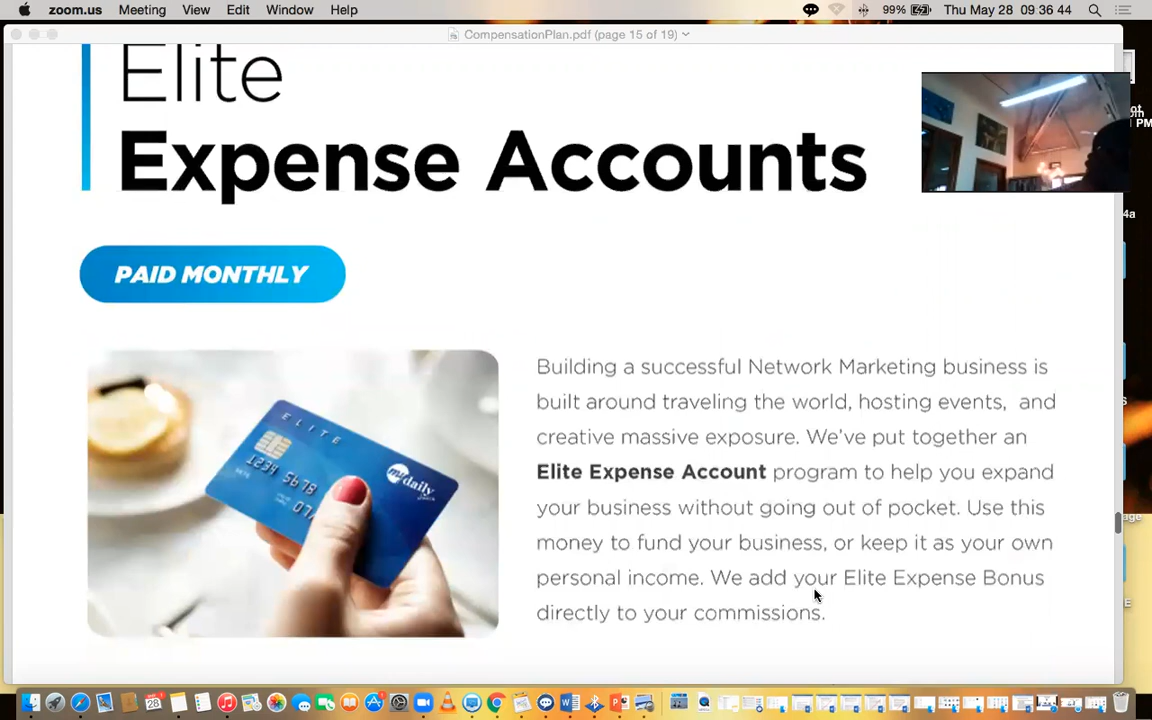 zoom.us Meeting View Edit Window Help 99% Thu May 28 09 36 44
CompensationPlan.pdf (page 15 of 19)
Elite
Expense Accounts
PAID MONTHLY
ELITE
1234 5678
my daily
Building a successful Network Marketing business is
built around traveling the world, hosting events, and
creative massive exposure. We've put together an
Elite Expense Account program to help you expand
your business without going out of pocket. Use this
money to fund your business, or keep it as your own
personal income. We add your Elite Expense Bonus
directly to your commissions.
PM
4a